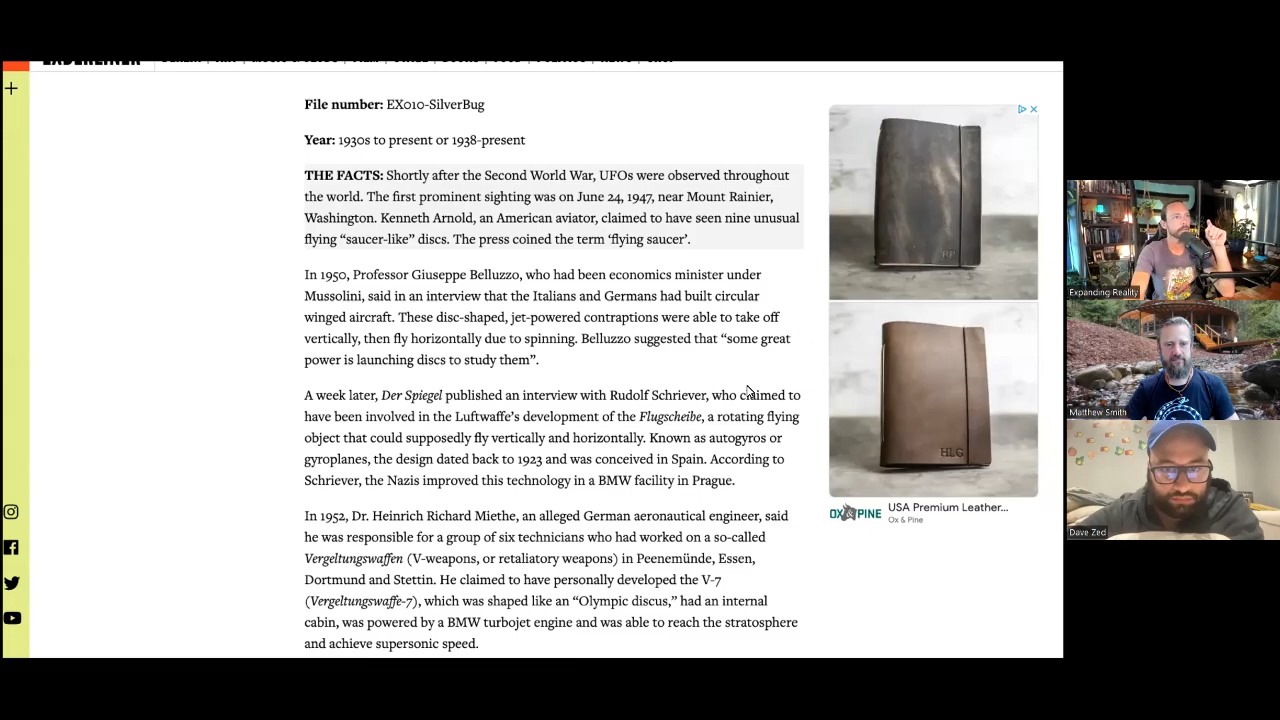 File number: EX010-SilverBug
Year: 1930s to present or 1938-present
THE FACTS: Shortly after the Second World War, UFOs were observed throughout
the world. The first prominent sighting was on June 24, 1947, near Mount Rainier,
Washington. Kenneth Arnold, an American aviator, claimed to have seen nine unusual
flying “saucer-like” discs. The press coined the term ‘flying saucer’.
In 1950, Professor Giuseppe Belluzzo, who had been economics minister under
Mussolini, said in an interview that the Italians and Germans had built circular
winged aircraft. These disc-shaped, jet-powered contraptions were able to take off
vertically, then fly horizontally due to spinning. Belluzzo suggested that “some great
power is launching discs to study them”.
A week later, Der Spiegel published an interview with Rudolf Schriever, who claimed to
have been involved in the Luftwaffe’s development of the Flugscheibe, a rotating flying
object that could supposedly fly vertically and horizontally. Known as autogyros or
gyroplanes, the design dated back to 1923 and was conceived in Spain. According to
Schriever, the Nazis improved this technology in a BMW facility in Prague.
In 1952, Dr. Heinrich Richard Miethe, an alleged German aeronautical engineer, said
he was responsible for a group of six technicians who had worked on a so-called
Vergeltungswaffen (V-weapons, or retaliatory weapons) in Peenemünde, Essen,
Dortmund and Stettin. He claimed to have personally developed the V-7
(Vergeltungswaffe-7), which was shaped like an “Olympic discus,” had an internal
cabin, was powered by a BMW turbojet engine and was able to reach the stratosphere
and achieve supersonic speed.
HLG
OX & PINE
USA Premium Leather...
Ox & Pine
Expanding Reality
Matthew Smith
Dave Zed